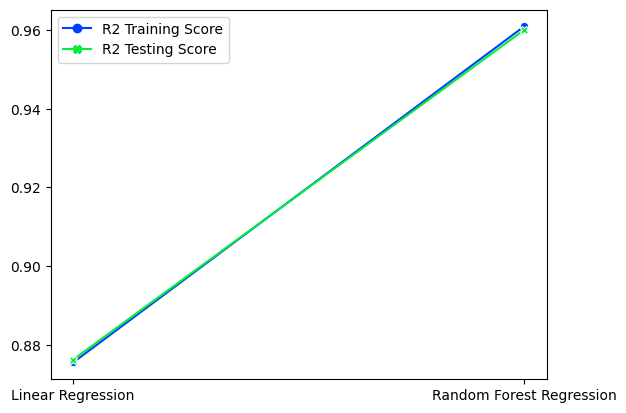 R2 Training Score
R2 Testing Score
0.96
0.94
0.92
0.90
0.88
Linear Regression
Random Forest Regression